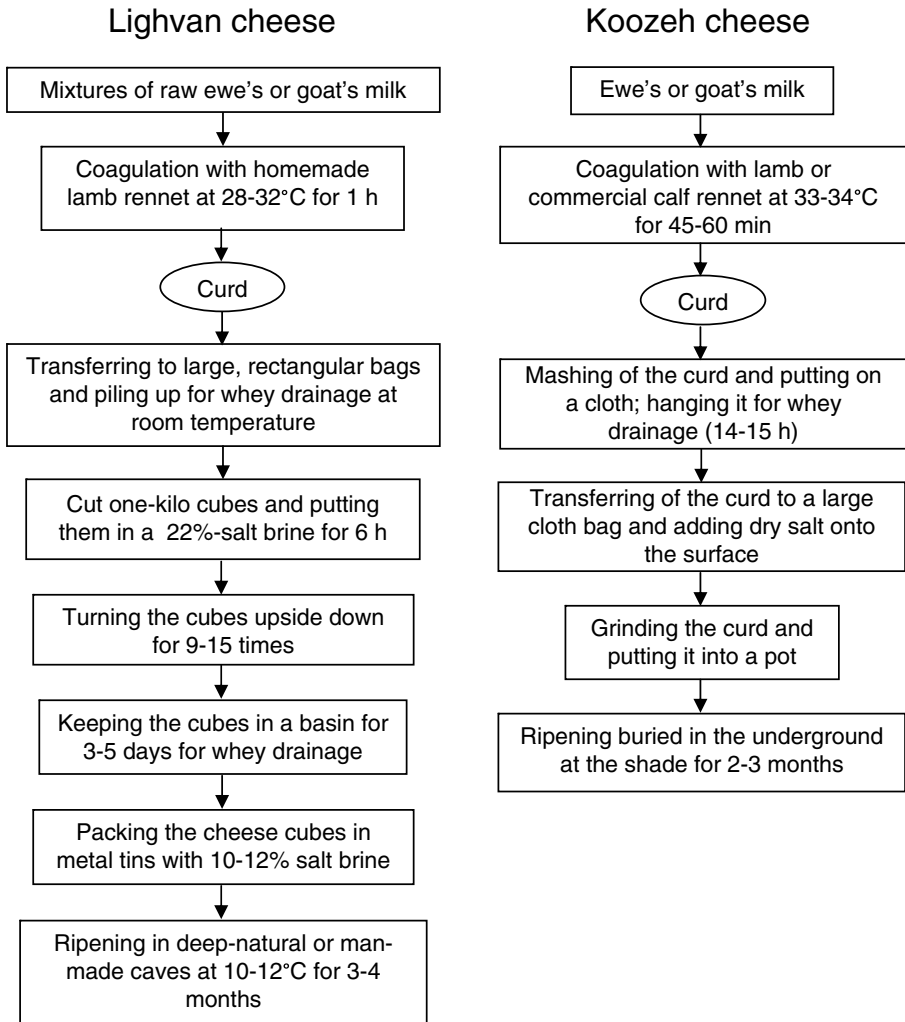 Lighvan cheese
Mixtures of raw ewe's or goat's milk
Coagulation with homemade
lamb rennet at 28-32°C for 1 h
Curd
Transferring to large, rectangular bags
and piling up for whey drainage at
room temperature
Cut one-kilo cubes and putting
them in a 22%-salt brine for 6 h
Turning the cubes upside down
for 9-15 times
Keeping the cubes in a basin for
3-5 days for whey drainage
Packing the cheese cubes in
metal tins with 10-12% salt brine
Ripening in deep-natural or man-
made caves at 10-12°C for 3-4
months
Koozeh cheese
Ewe's or goat's milk
Coagulation with lamb or
commercial calf rennet at 33-34°C
for 45-60 min
Curd
Mashing of the curd and putting on
a cloth; hanging it for whey
drainage (14-15 h)
Transferring of the curd to a large
cloth bag and adding dry salt onto
the surface
Grinding the curd and
putting it into a pot
Ripening buried in the underground
at the shade for 2-3 months